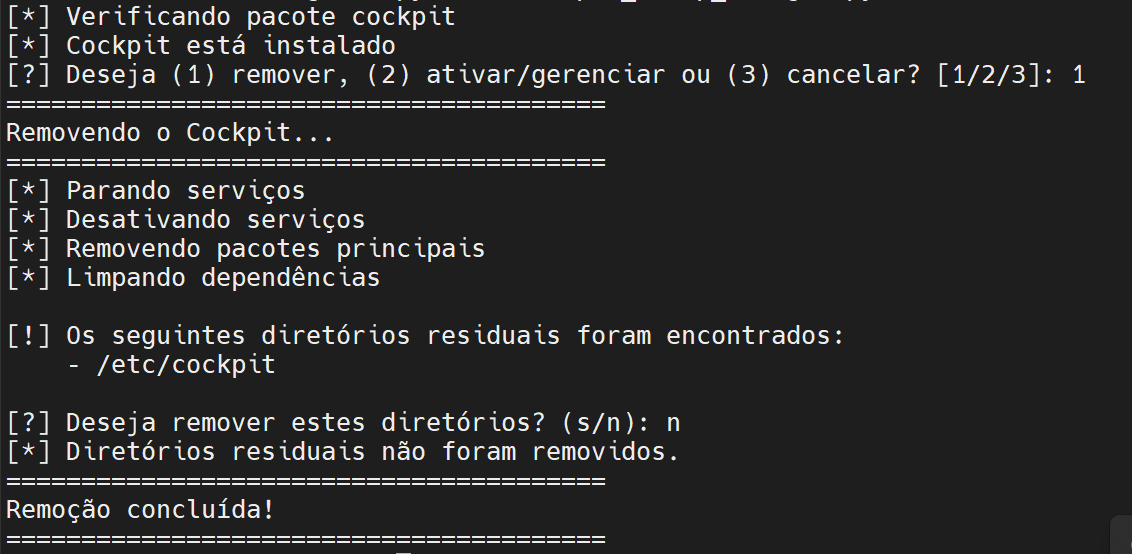 [*] Verificando pacote cockpit
[*] Cockpit está instalado
[?] Deseja (1) remover, (2) ativar/gerenciar ou (3) cancelar? [1/2/3]: 1
========================================
Removendo o Cockpit...
========================================
[*] Parando serviços
[*] Desativando serviços
[*] Removendo pacotes principais
[*] Limpando dependências
[!] Os seguintes diretórios residuais foram encontrados:
    - /etc/cockpit
[?] Deseja remover estes diretórios? (s/n): n
[*] Diretórios residuais não foram removidos.
========================================
Remoção concluída!
========================================